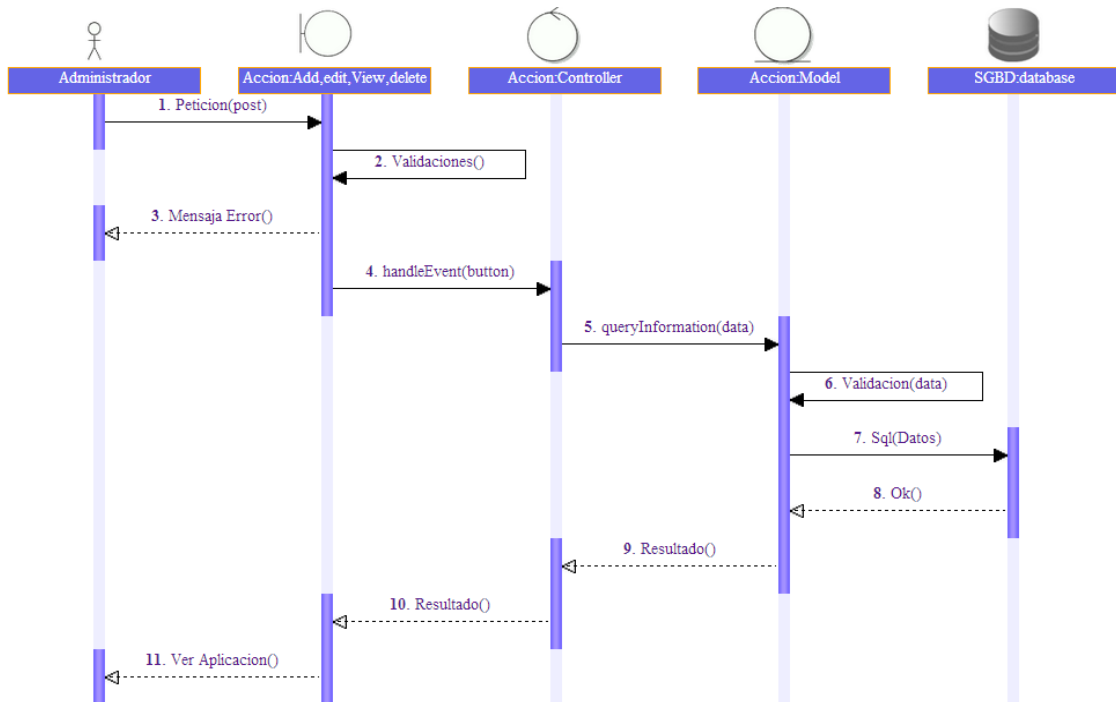 Administrador
Accion:Add,edit,View,delete
Accion:Controller
Accion:Model
SGBD:database
1. Peticion(post)
2. Validaciones()
3. Mensaja Error()
4. handleEvent(button)
5. queryInformation(data)
6. Validacion(data)
7. Sql(Datos)
8. Ok()
9. Resultado()
10. Resultado()
11. Ver Aplicacion()